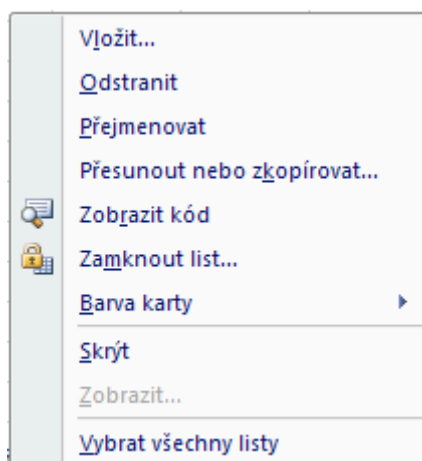 Vložit...
Odstranit
Přejmenovat
Přesunout nebo zkopírovat...
Zobrazit kód
Zamknout list...
Barva karty
Skrýt
Zobrazit...
Vybrat všechny listy